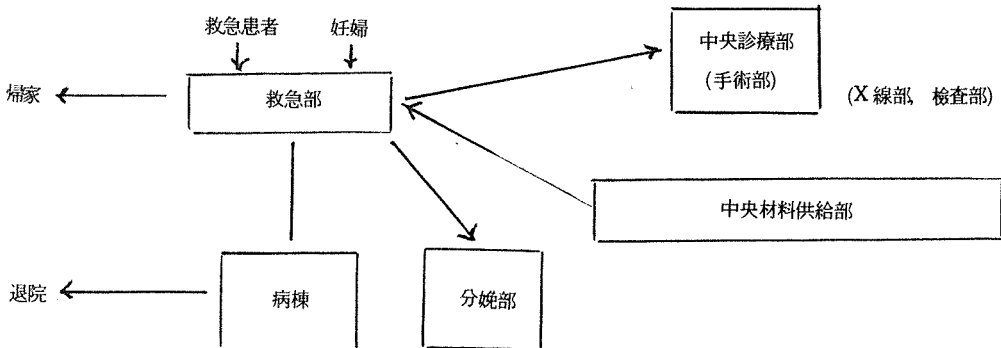 救急患者
妊婦
中央診療部
(手術部)
(X線部, 検査部)
帰家
救急部
中央材料供給部
退院
病棟
分娩部